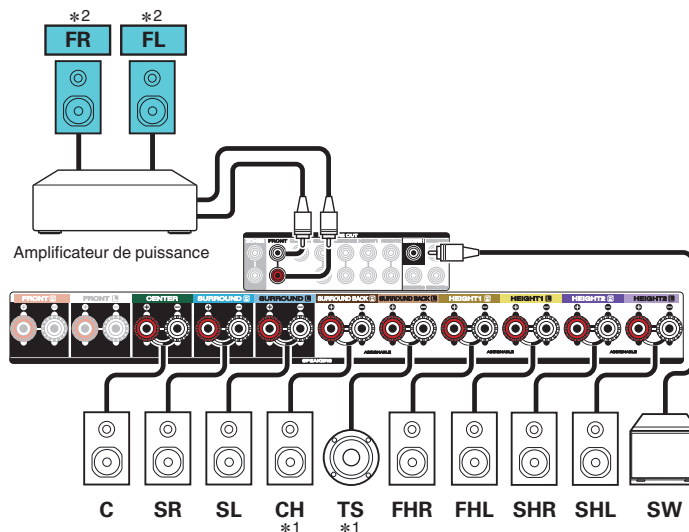 *2 *2
FR FL
Amplificateur de puissance
FRONT
FRONT R FRONT L CENTER SURROUND R SURROUND L SURROUND BACK R SURROUND BACK L HEIGHT1 R HEIGHT1 L HEIGHT2 R HEIGHT2 L
ASSIGNABLE ASSIGNABLE ASSIGNABLE
SPEAKERS
C SR SL CH TS FHR FHL SHR SHL SW
*1 *1